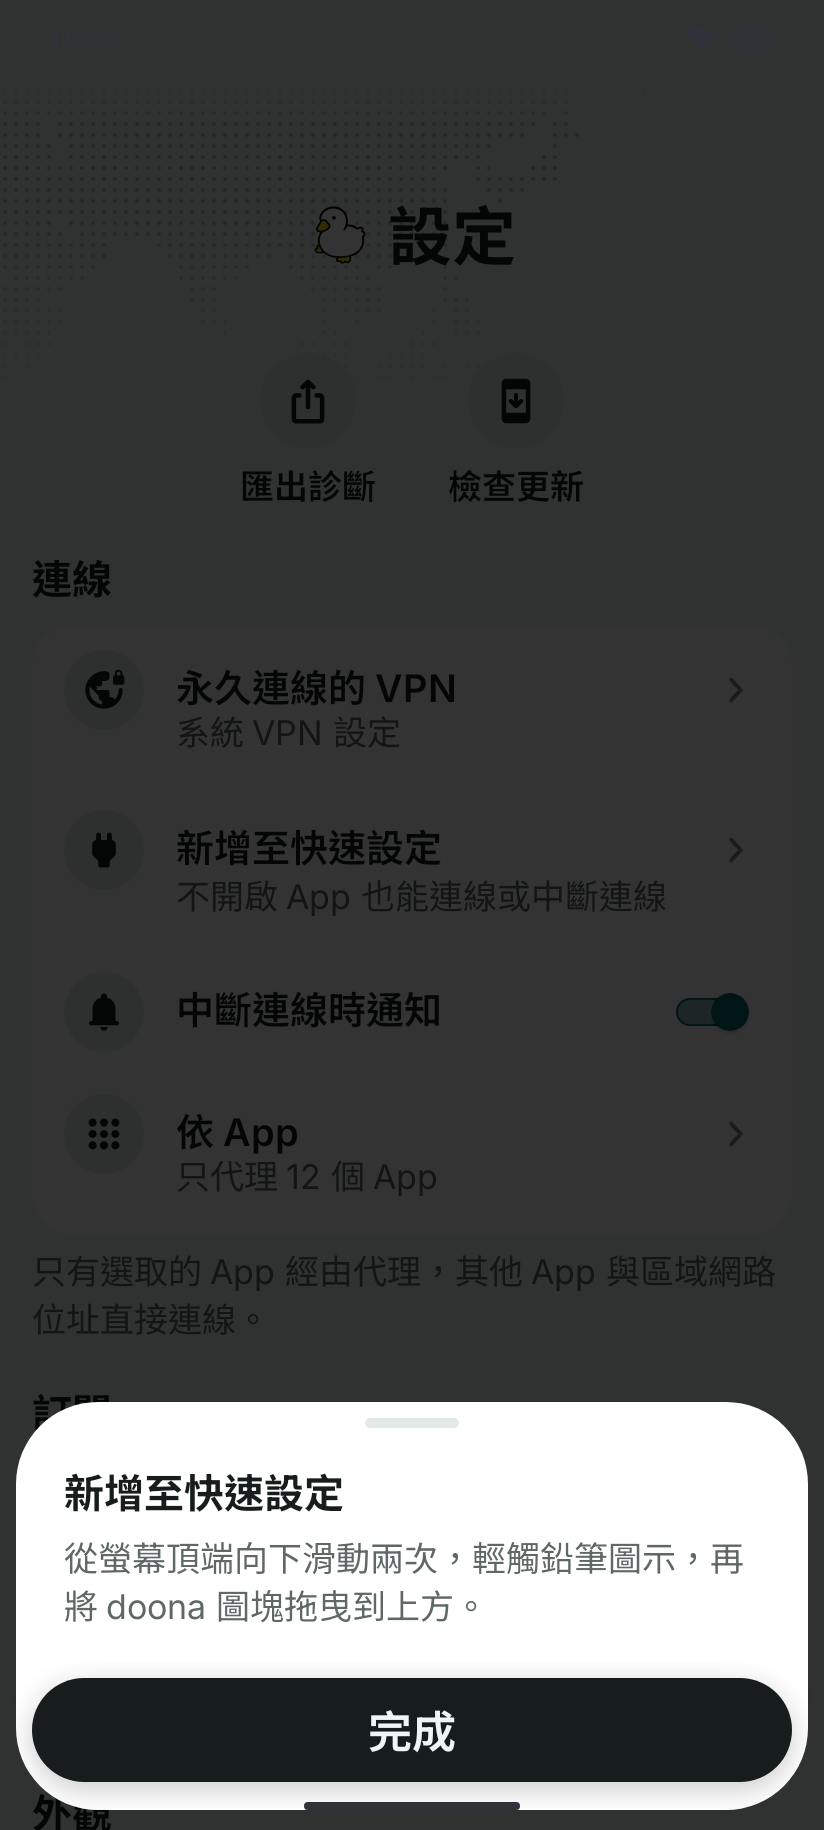 設定
匯出診斷
檢查更新
連線
永久連線的 VPN
系統 VPN 設定
新增至快速設定
不開啟 App 也能連線或中斷連線
中斷連線時通知
依 App
只代理 12 個 App
只有選取的 App 經由代理，其他 App 與區域網路
位址直接連線。
新增至快速設定
從螢幕頂端向下滑動兩次，輕觸鉛筆圖示，再
將 doona 圖塊拖曳到上方。
完成
外觀